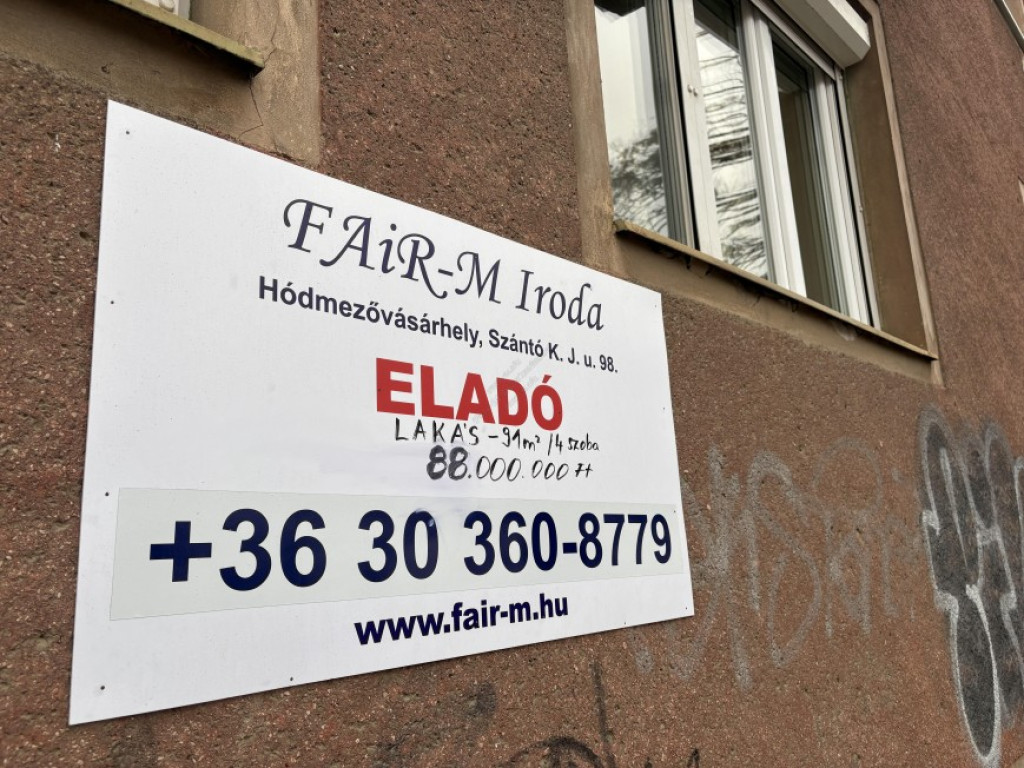 FAiR-M Iroda
Hódmezővásárhely, Szántó K. J. u. 98.
ELADÓ
LAKÁS - 91m² / 4 szoba
88.000.000 Ft
+36 30 360-8779
www.fair-m.hu